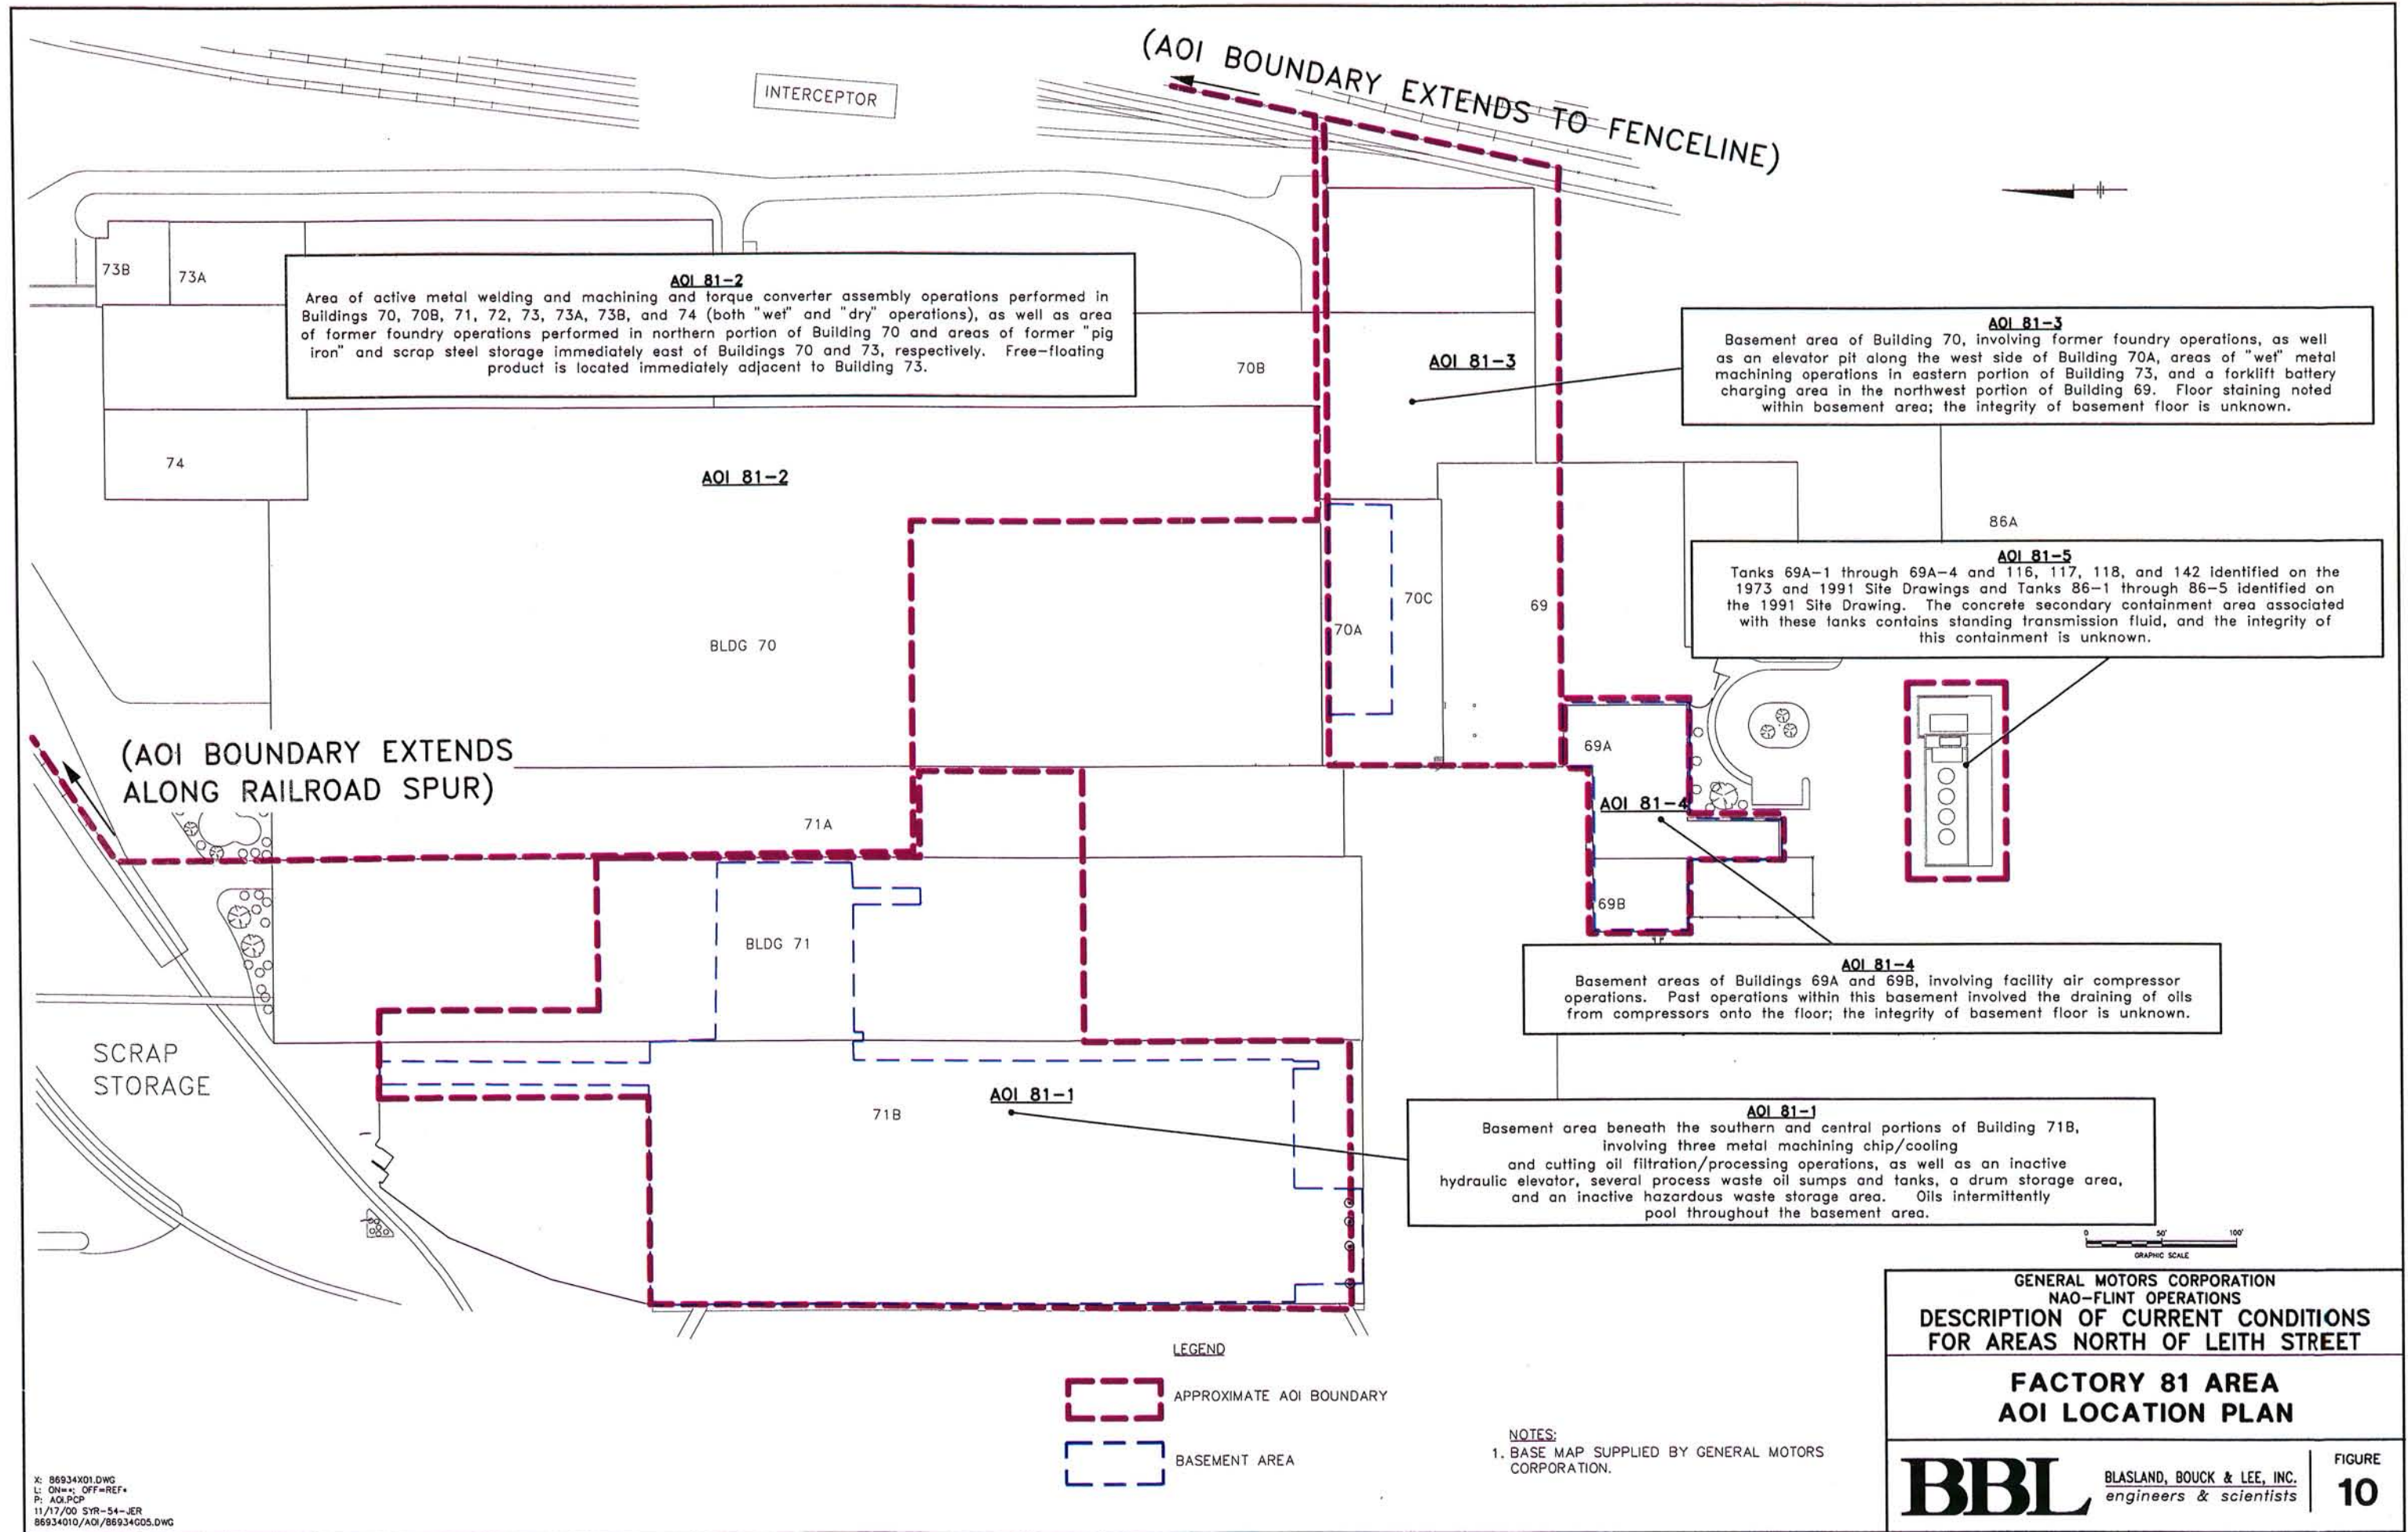 (AOI BOUNDARY EXTENDS TO FENCELINE)
INTERCEPTOR
73B
73A
AOI 81-2
Area of active metal welding and machining and torque converter assembly operations performed in
Buildings 70, 70B, 71, 72, 73, 73A, 73B, and 74 (both "wet" and "dry" operations), as well as area
of former foundry operations performed in northern portion of Building 70 and areas of former "pig
iron" and scrap steel storage immediately east of Buildings 70 and 73, respectively. Free-floating
product is located immediately adjacent to Building 73.
70B
AOI 81-3
AOI 81-3
Basement area of Building 70, involving former foundry operations, as well
as an elevator pit along the west side of Building 70A, areas of "wet" metal
machining operations in eastern portion of Building 73, and a forklift battery
charging area in the northwest portion of Building 69. Floor staining noted
within basement area; the integrity of basement floor is unknown.
74
AOI 81-2
86A
AOI 81-5
Tanks 69A-1 through 69A-4 and 116, 117, 118, and 142 identified on the
1973 and 1991 Site Drawings and Tanks 86-1 through 86-5 identified on
the 1991 Site Drawing. The concrete secondary containment area associated
with these tanks contains standing transmission fluid, and the integrity of
this containment is unknown.
BLDG 70
70A
70C
69
(AOI BOUNDARY EXTENDS
ALONG RAILROAD SPUR)
69A
AOI 81-4
71A
69B
BLDG 71
AOI 81-4
Basement areas of Buildings 69A and 69B, involving facility air compressor
operations. Past operations within this basement involved the draining of oils
from compressors onto the floor; the integrity of basement floor is unknown.
SCRAP
STORAGE
AOI 81-1
71B
AOI 81-1
Basement area beneath the southern and central portions of Building 71B,
involving three metal machining chip/cooling
and cutting oil filtration/processing operations, as well as an inactive
hydraulic elevator, several process waste oil sumps and tanks, a drum storage area,
and an inactive hazardous waste storage area. Oils intermittently
pool throughout the basement area.
0 50' 100'
GRAPHIC SCALE
LEGEND
APPROXIMATE AOI BOUNDARY
BASEMENT AREA
NOTES:
1. BASE MAP SUPPLIED BY GENERAL MOTORS
CORPORATION.
GENERAL MOTORS CORPORATION
NAO-FLINT OPERATIONS
DESCRIPTION OF CURRENT CONDITIONS
FOR AREAS NORTH OF LEITH STREET
FACTORY 81 AREA
AOI LOCATION PLAN
BBL
BLASLAND, BOUCK & LEE, INC.
engineers & scientists
FIGURE
10
X: 86934X01.DWG
L: ON=*; OFF=REF*
P: AOI.PCP
11/17/00 SYR-54-JER
86934010/AOI/86934G05.DWG